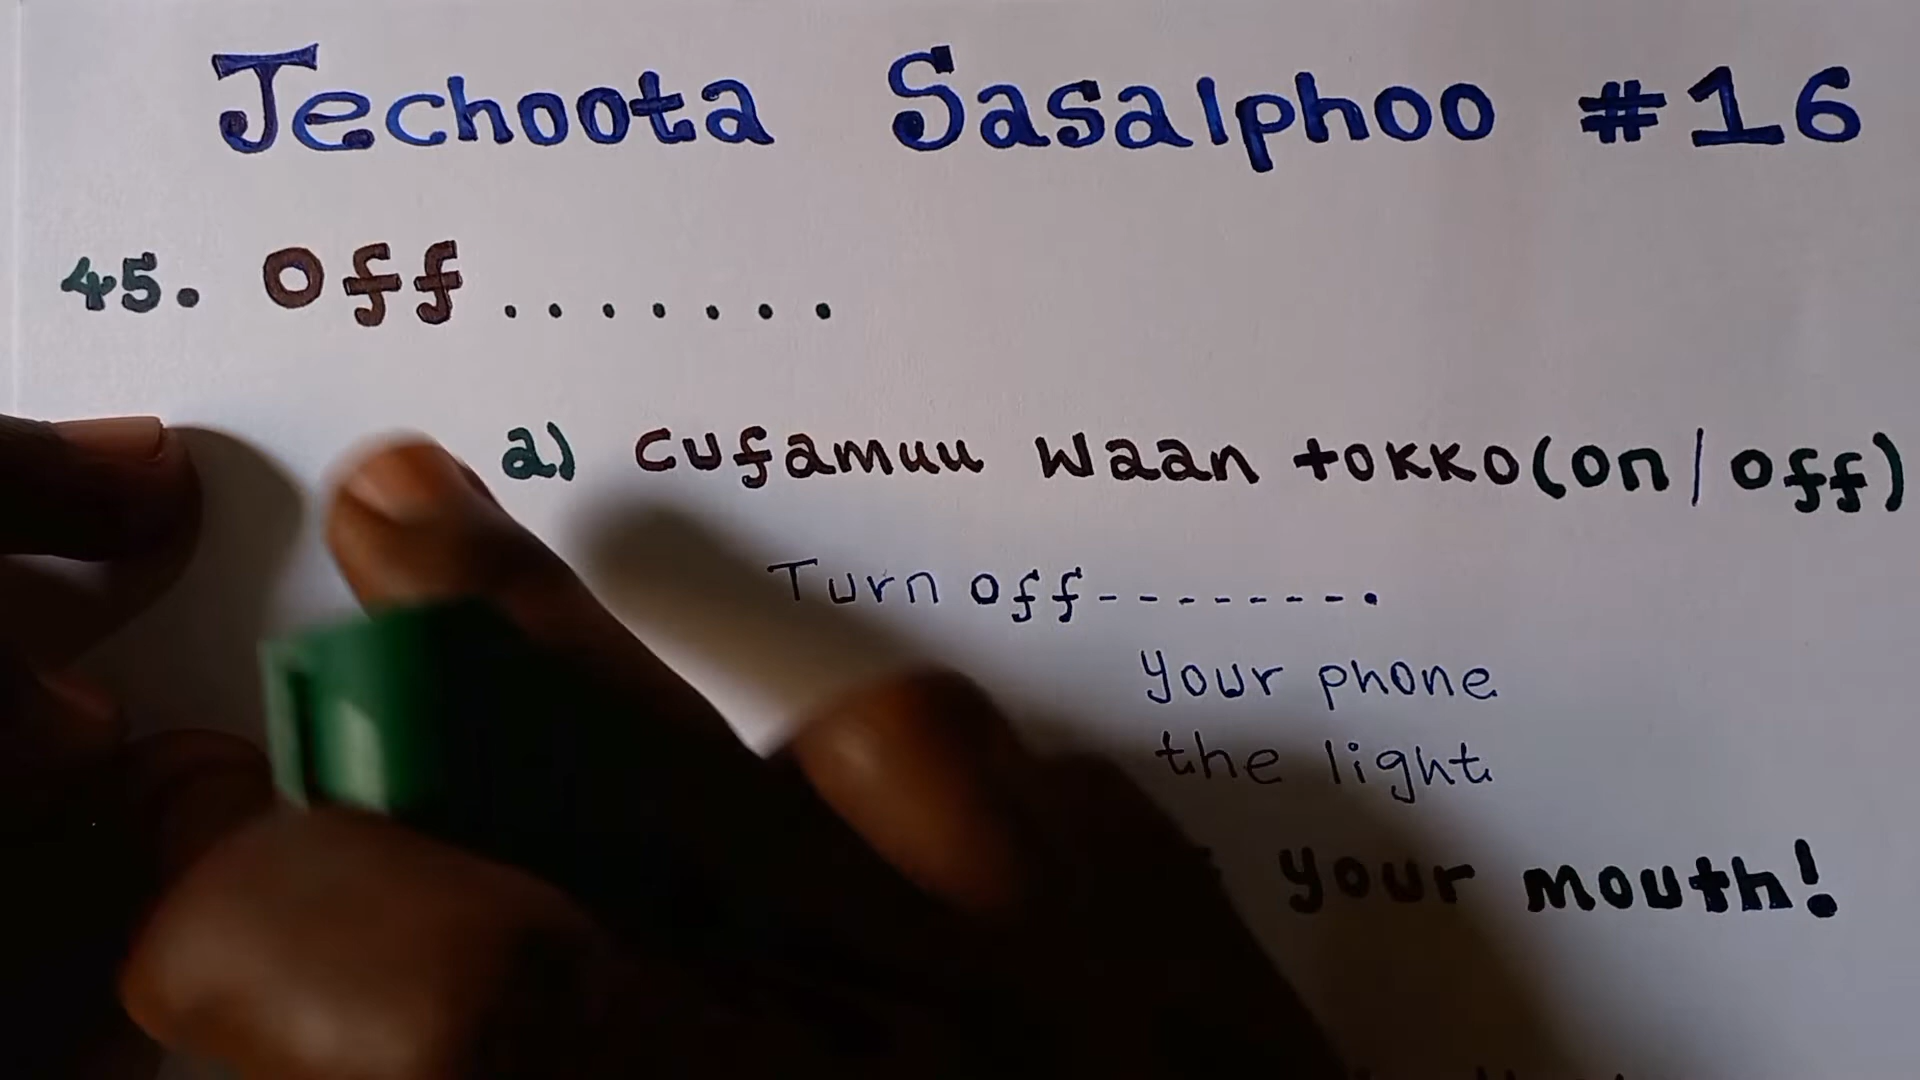 Jechoota Sasalphoo #16
45. Off........
a) Cufamuu waan tokko(on/off)
Turn off--------.
your phone
the light
your mouth!